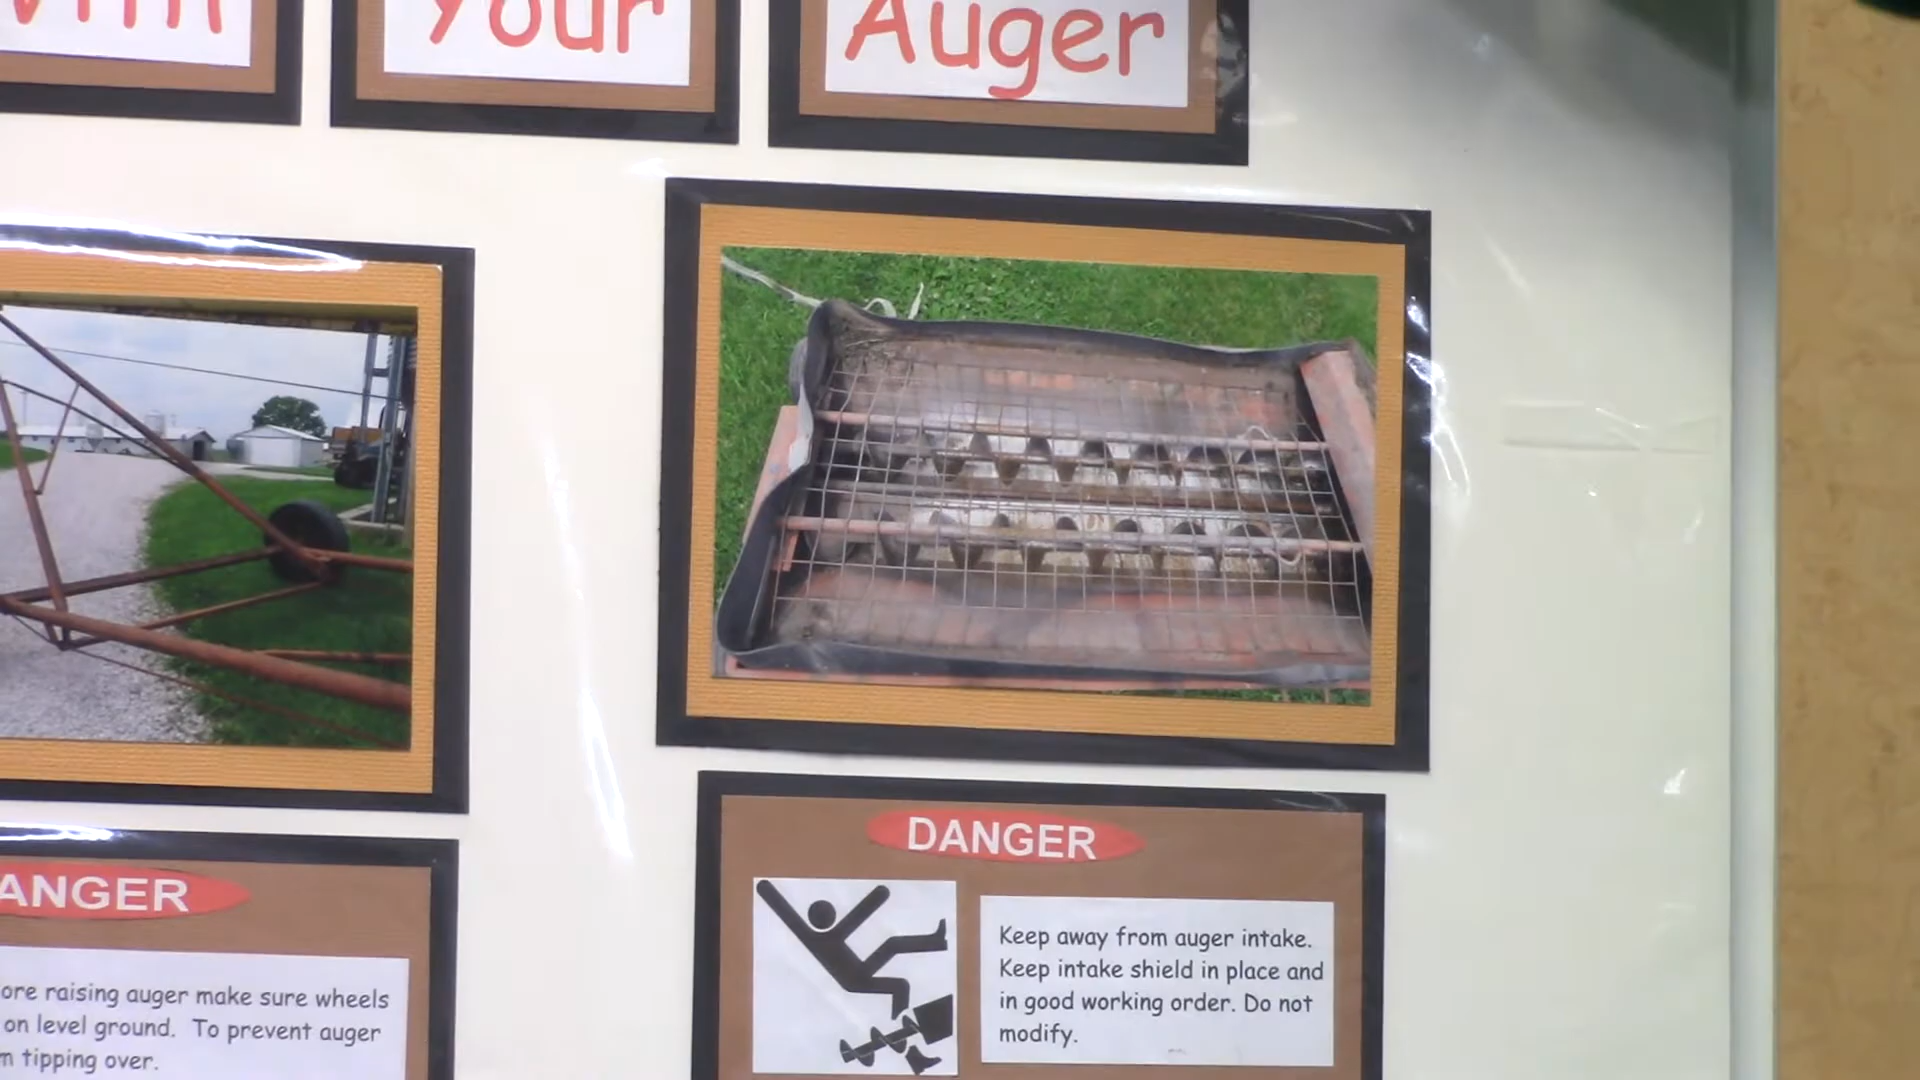 with Your Auger
DANGER
Keep away from auger intake.
Keep intake shield in place and
in good working order. Do not
modify.
ANGER
ore raising auger make sure wheels
on level ground. To prevent auger
m tipping over.